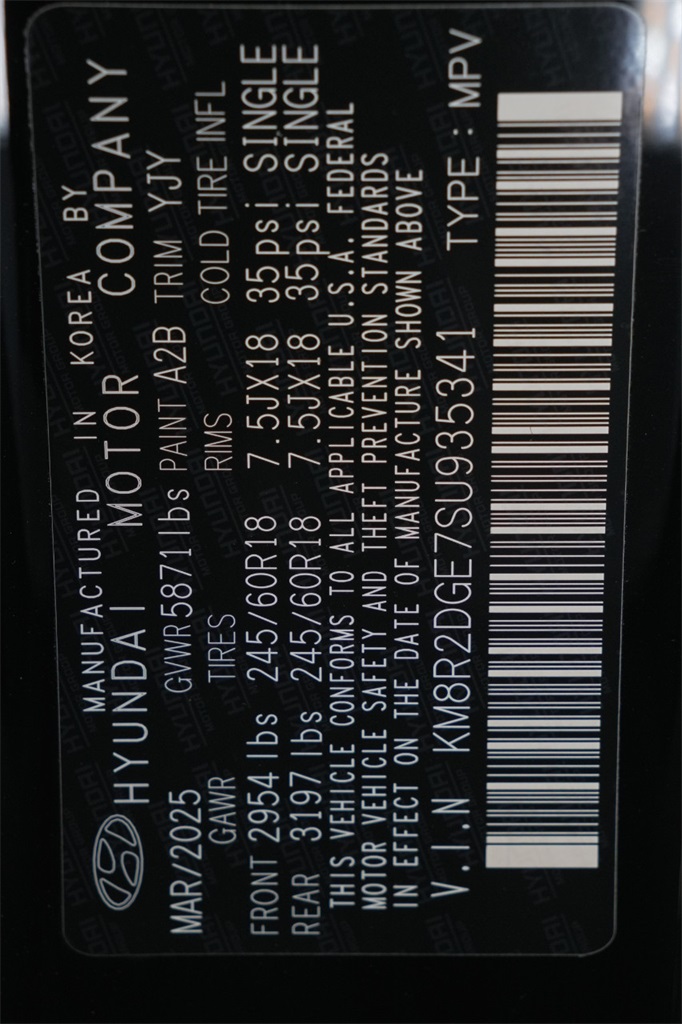 MANUFACTURED IN KOREA BY
HYUNDAI MOTOR COMPANY
MAR/2025 GVWR 5871lbs PAINT A2B TRIM YJY
GAWR TIRES RIMS COLD TIRE INFL
FRONT 2954 lbs 245/60R18 7.5JX18 35psi SINGLE
REAR 3197 lbs 245/60R18 7.5JX18 35psi SINGLE
THIS VEHICLE CONFORMS TO ALL APPLICABLE U.S.A. FEDERAL
MOTOR VEHICLE SAFETY AND THEFT PREVENTION STANDARDS
IN EFFECT ON THE DATE OF MANUFACTURE SHOWN ABOVE
V.I.N KM8R2DGE7SU935341 TYPE : MPV